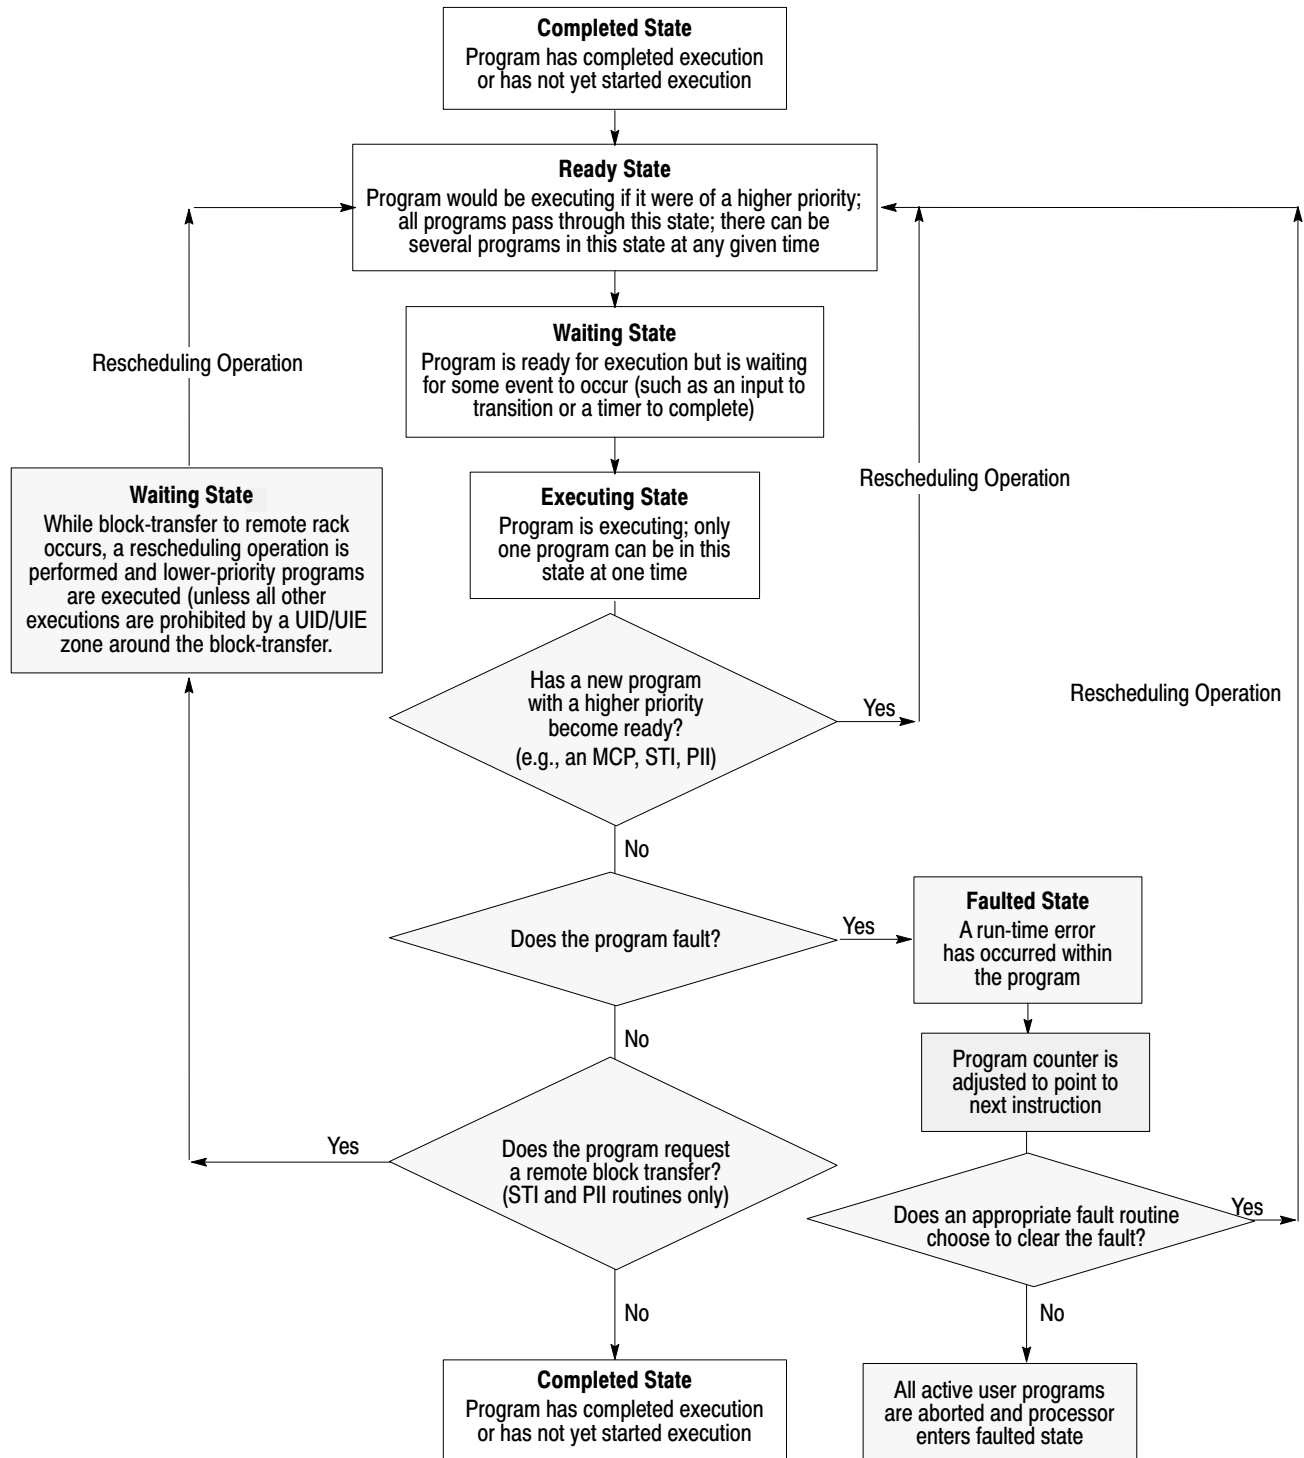 Completed State
Program has completed execution
or has not yet started execution
Ready State
Program would be executing if it were of a higher priority;
all programs pass through this state; there can be
several programs in this state at any given time
Waiting State
Program is ready for execution but is waiting
for some event to occur (such as an input to
transition or a timer to complete)
Rescheduling Operation
Executing State
Program is executing; only
one program can be in this
state at one time
Rescheduling Operation
Waiting State
While block-transfer to remote rack
occurs, a rescheduling operation is
performed and lower-priority programs
are executed (unless all other
executions are prohibited by a UID/UIE
zone around the block-transfer.
Has a new program
with a higher priority
become ready?
(e.g., an MCP, STI, PII)
Yes
Rescheduling Operation
No
Does the program fault?
Yes
Faulted State
A run-time error
has occurred within
the program
No
Program counter is
adjusted to point to
next instruction
Does the program request
a remote block transfer?
(STI and PII routines only)
Yes
Does an appropriate fault routine
choose to clear the fault?
Yes
No
No
Completed State
Program has completed execution
or has not yet started execution
All active user programs
are aborted and processor
enters faulted state